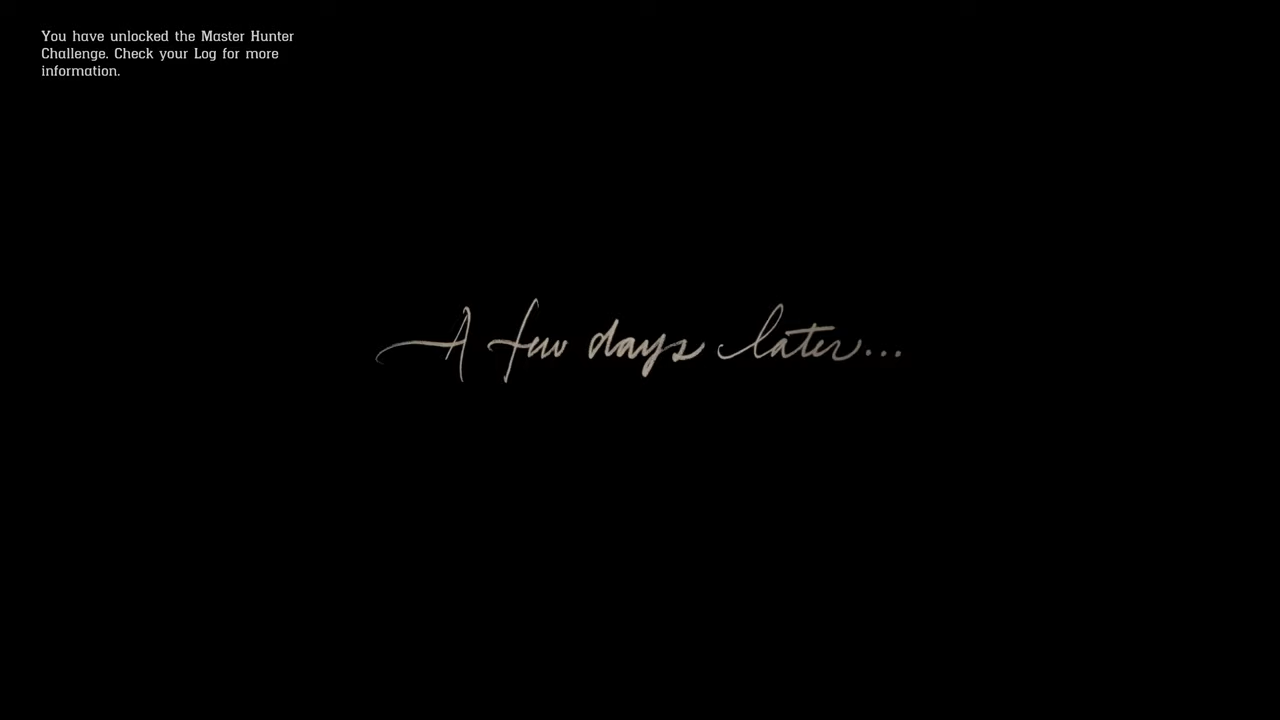 You have unlocked the Master Hunter
Challenge. Check your Log for more
information.
A few days later...